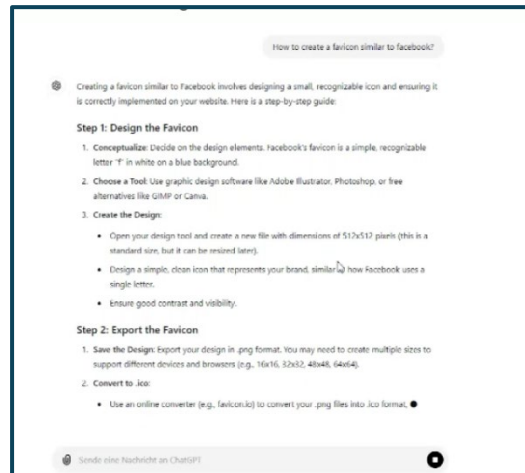 How to create a favicon similar to facebook?
Creating a favicon similar to Facebook involves designing a small, recognizable icon and ensuring it
is correctly implemented on your website. Here is a step-by-step guide:
Step 1: Design the Favicon
1. Conceptualize: Decide on the design elements. Facebook's favicon is a simple, recognizable
letter "f" in white on a blue background.
2. Choose a Tool: Use graphic design software like Adobe Illustrator, Photoshop, or free
alternatives like GIMP or Canva.
3. Create the Design:
• Open your design tool and create a new file with dimensions of 512x512 pixels (this is a
standard size, but it can be resized later).
• Design a simple, clean icon that represents your brand, similar to how Facebook uses a
single letter.
• Ensure good contrast and visibility.
Step 2: Export the Favicon
1. Save the Design: Export your design in .png format. You may need to create multiple sizes to
support different devices and browsers (e.g., 16x16, 32x32, 48x48, 64x64).
2. Convert to .ico:
• Use an online converter (e.g., favicon.io) to convert your .png files into .ico format,
Sende eine Nachricht an ChatGPT